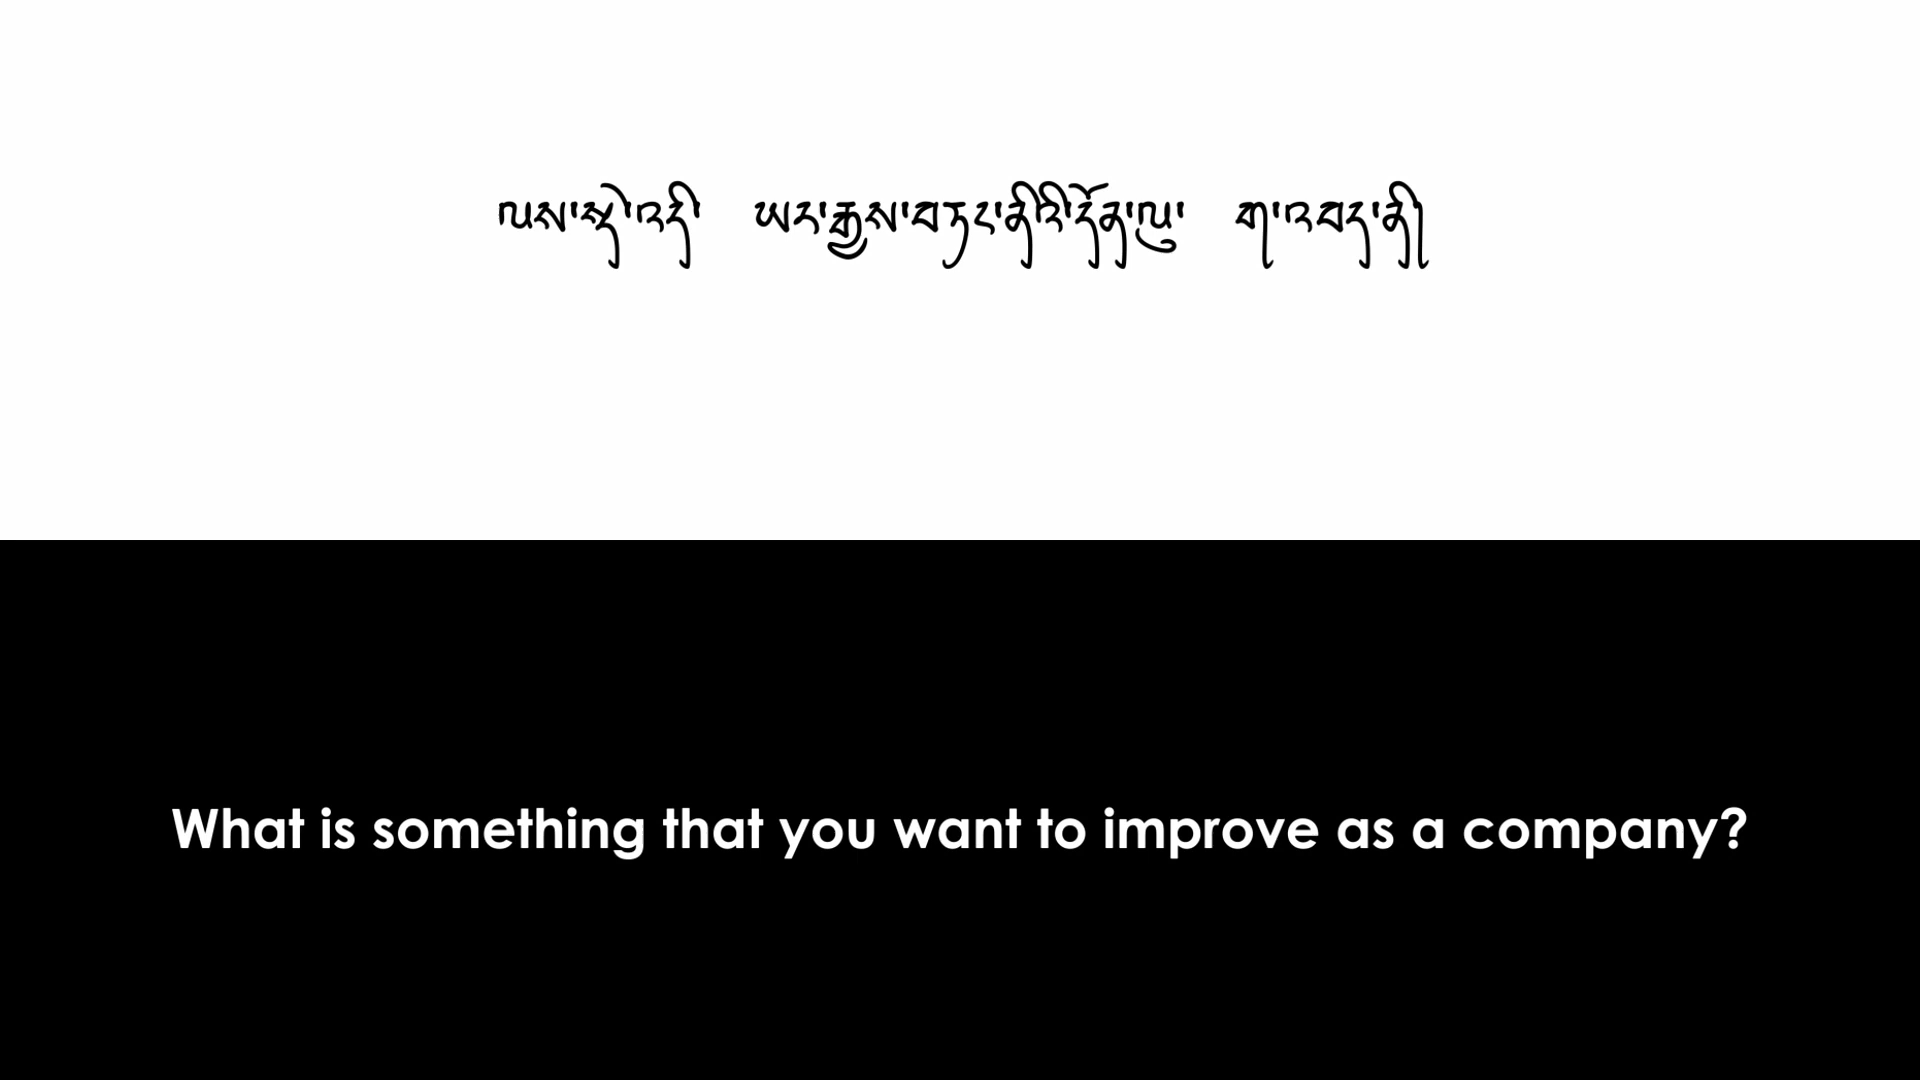 ལས་སྡེ་འདི་ ཡར་རྒྱས་བཏང་ནིའི་དོན་ལུ་ ག་འབད་ནི།
What is something that you want to improve as a company?